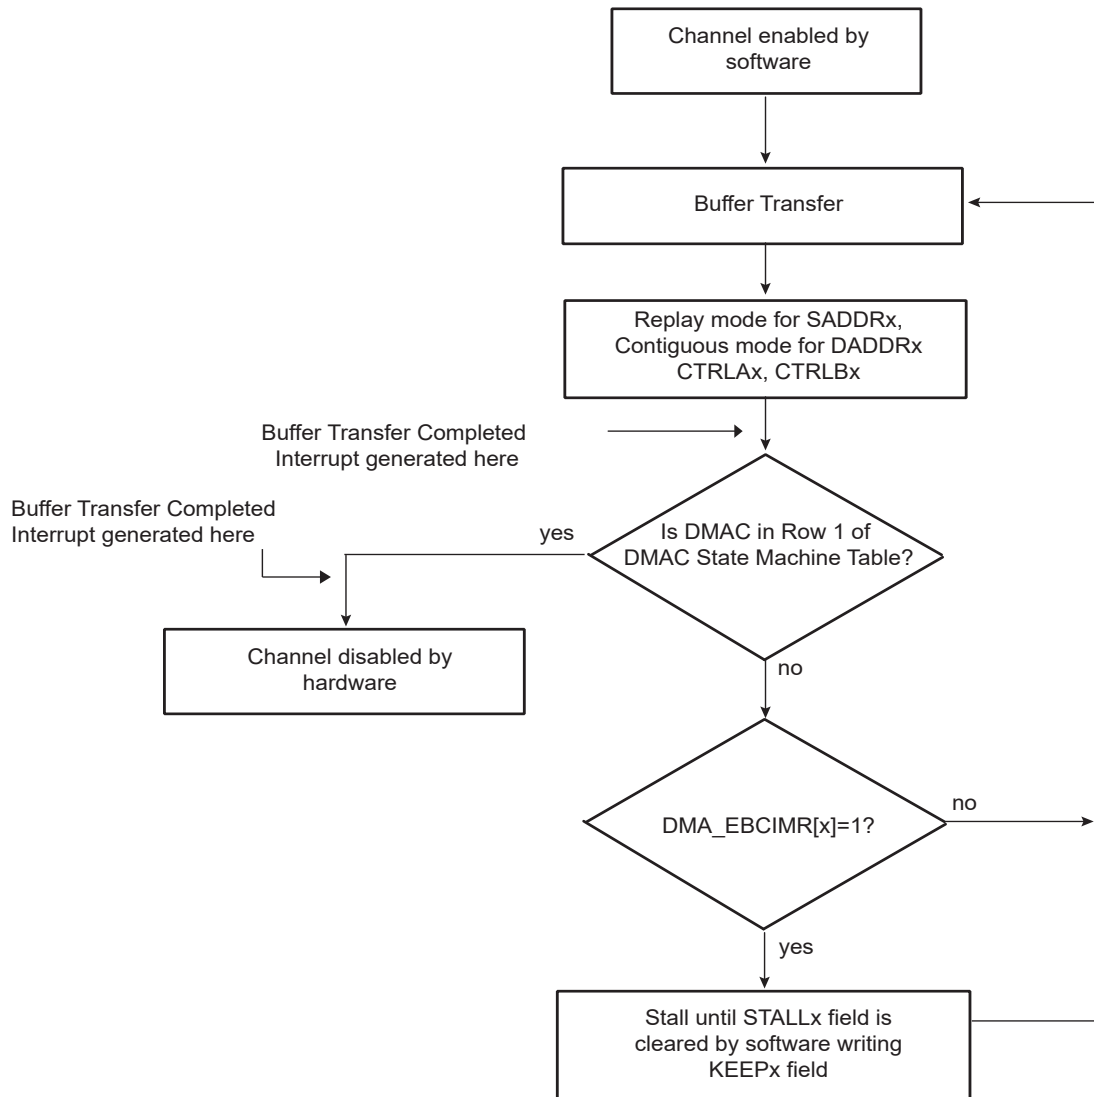 Channel enabled by
software
Buffer Transfer
Replay mode for SADDRx,
Contiguous mode for DADDRx
CTRLAx, CTRLBx
Buffer Transfer Completed
Interrupt generated here
Buffer Transfer Completed
Interrupt generated here
yes
Is DMAC in Row 1 of
DMAC State Machine Table?
Channel disabled by
hardware
no
DMA_EBCIMR[x]=1?
no
yes
Stall until STALLx field is
cleared by software writing
KEEPx field